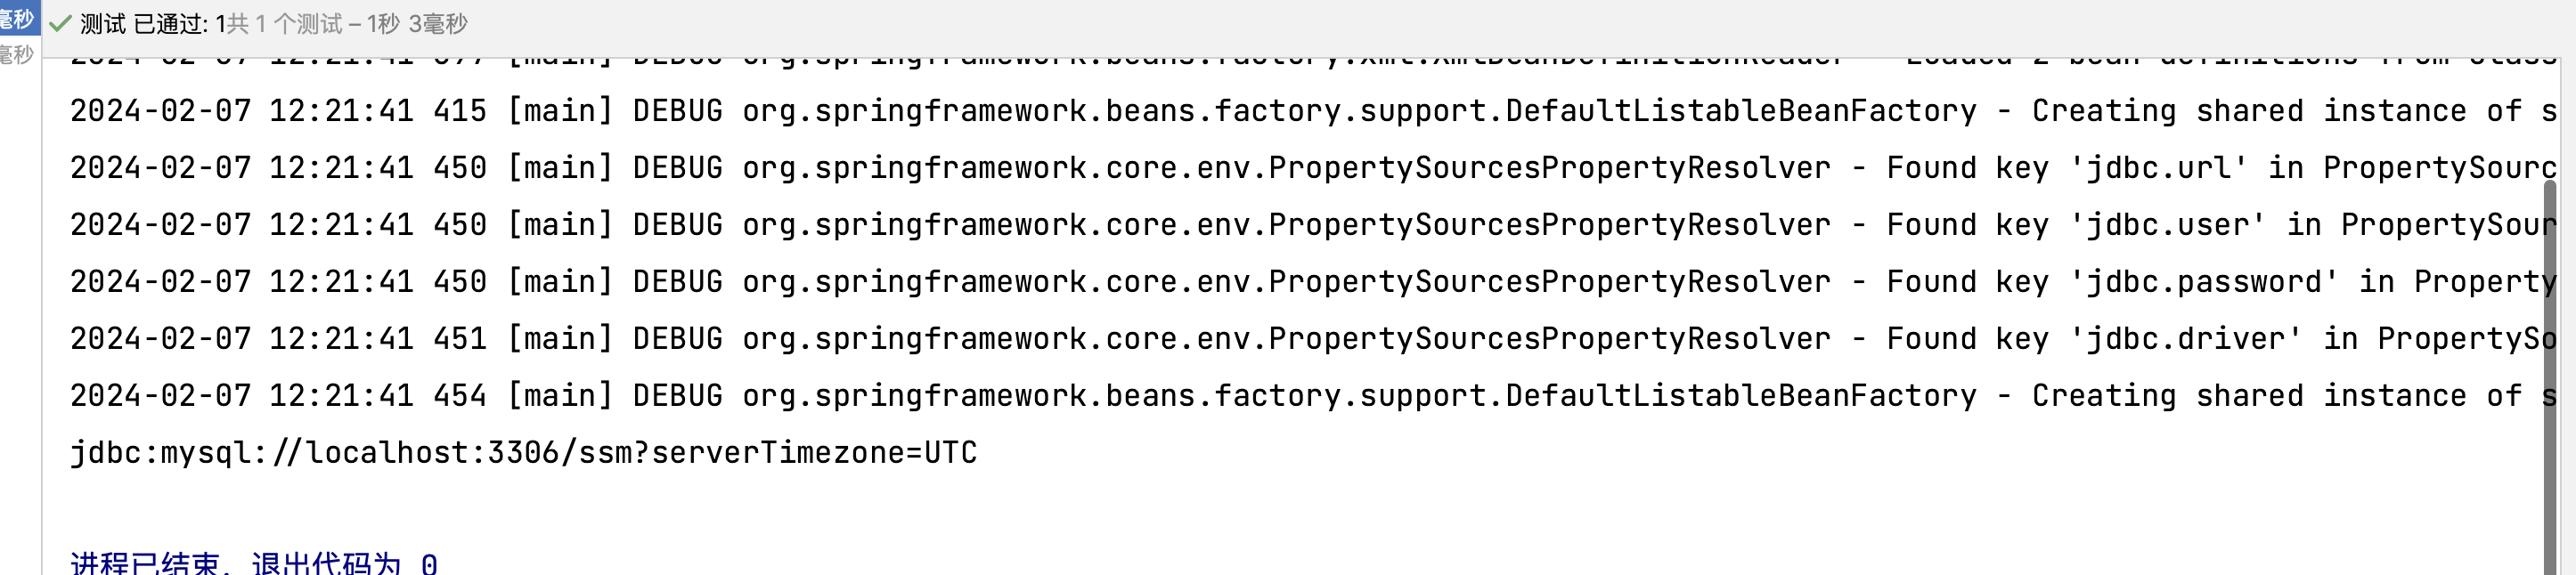 毫秒
测试 已通过: 1共 1 个测试 – 1秒 3毫秒
毫秒
2024-02-07 12:21:41 415 [main] DEBUG org.springframework.beans.factory.support.DefaultListableBeanFactory - Creating shared instance of s
2024-02-07 12:21:41 450 [main] DEBUG org.springframework.core.env.PropertySourcesPropertyResolver - Found key 'jdbc.url' in PropertySourc
2024-02-07 12:21:41 450 [main] DEBUG org.springframework.core.env.PropertySourcesPropertyResolver - Found key 'jdbc.user' in PropertySour
2024-02-07 12:21:41 450 [main] DEBUG org.springframework.core.env.PropertySourcesPropertyResolver - Found key 'jdbc.password' in Property
2024-02-07 12:21:41 451 [main] DEBUG org.springframework.core.env.PropertySourcesPropertyResolver - Found key 'jdbc.driver' in PropertySo
2024-02-07 12:21:41 454 [main] DEBUG org.springframework.beans.factory.support.DefaultListableBeanFactory - Creating shared instance of s
jdbc:mysql://localhost:3306/ssm?serverTimezone=UTC
进程已结束，退出代码为 0